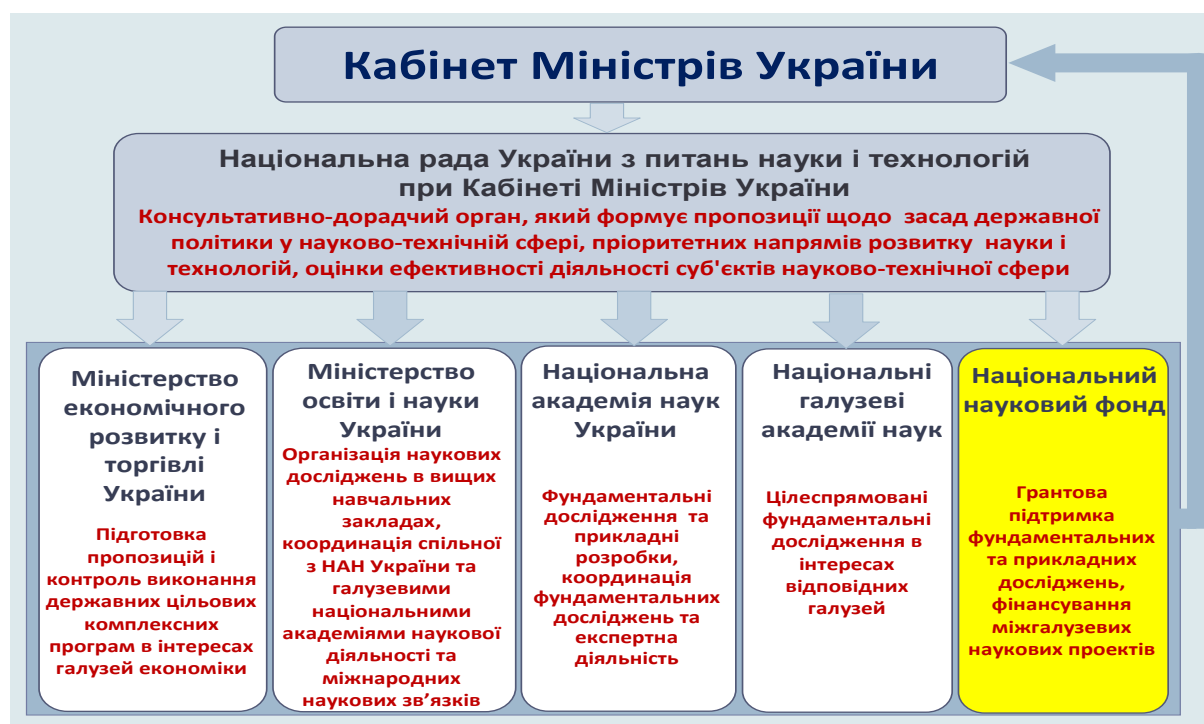 Кабінет Міністрів України
Національна рада України з питань науки і технологій
при Кабінеті Міністрів України
Консультативно-дорадчий орган, який формує пропозиції щодо засад державної
політики у науково-технічній сфері, пріоритетних напрямів розвитку науки і
технологій, оцінки ефективності діяльності суб'єктів науково-технічної сфери
Міністерство
економічного
розвитку і
торгівлі
України
Підготовка
пропозицій і
контроль виконання
державних цільових
комплексних
програм в інтересах
галузей економіки
Міністерство
освіти і науки
України
Організація наукових
досліджень в вищих
навчальних
закладах,
координація спільної
з НАН України та
галузевими
національними
академіями наукової
діяльності та
міжнародних
наукових зв’язків
Національна
академія наук
України
Фундаментальні
дослідження та
прикладні
розробки,
координація
фундаментальних
досліджень та
експертна
діяльність
Національні
галузеві
академії наук
Цілеспрямовані
фундаментальні
дослідження в
інтересах
відповідних
галузей
Національний
науковий фонд
Грантова
підтримка
фундаментальних
та прикладних
досліджень,
фінансування
міжгалузевих
наукових проектів